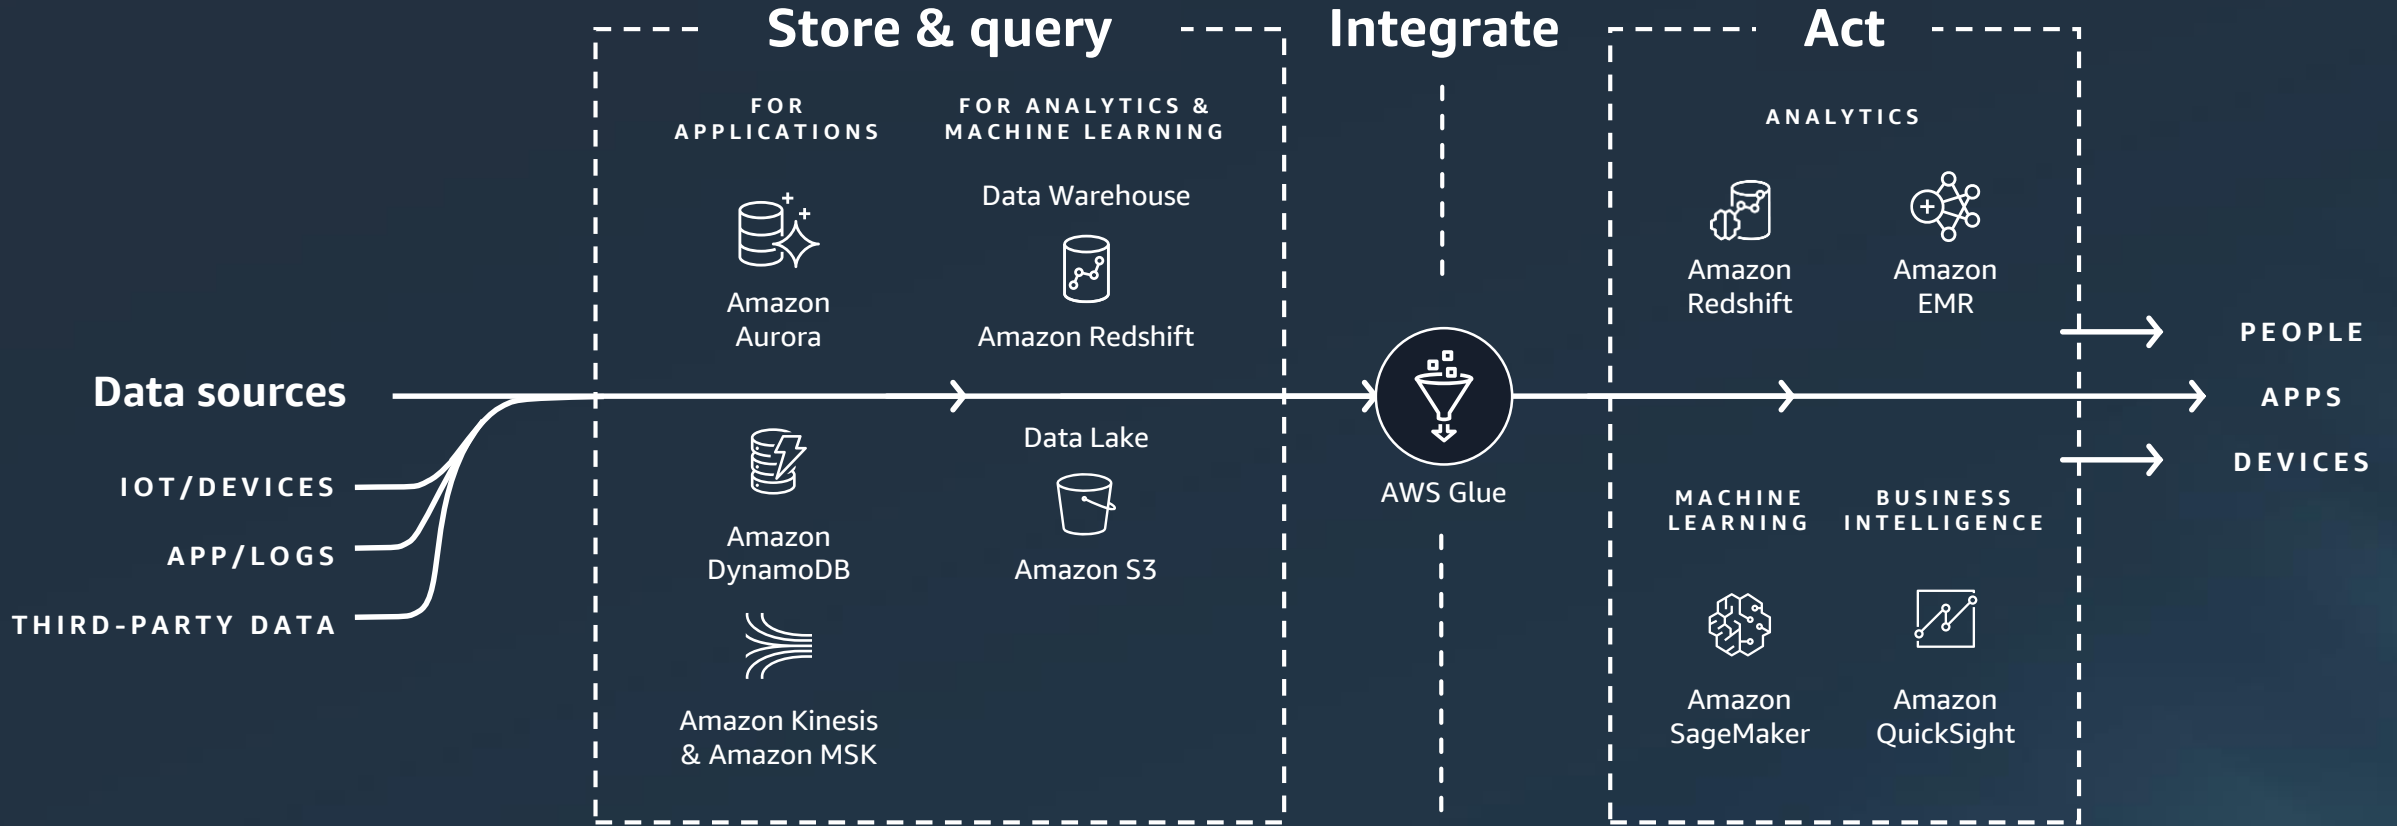 Data sources
IOT/DEVICES
APP/LOGS
THIRD-PARTY DATA
Store & query
FOR
APPLICATIONS
Amazon
Aurora
Amazon
DynamoDB
Amazon Kinesis
& Amazon MSK
FOR ANALYTICS &
MACHINE LEARNING
Data Warehouse
Amazon Redshift
Data Lake
Amazon S3
Integrate
AWS Glue
Act
ANALYTICS
Amazon
Redshift
Amazon
EMR
MACHINE
LEARNING
Amazon
SageMaker
BUSINESS
INTELLIGENCE
Amazon
QuickSight
PEOPLE
APPS
DEVICES